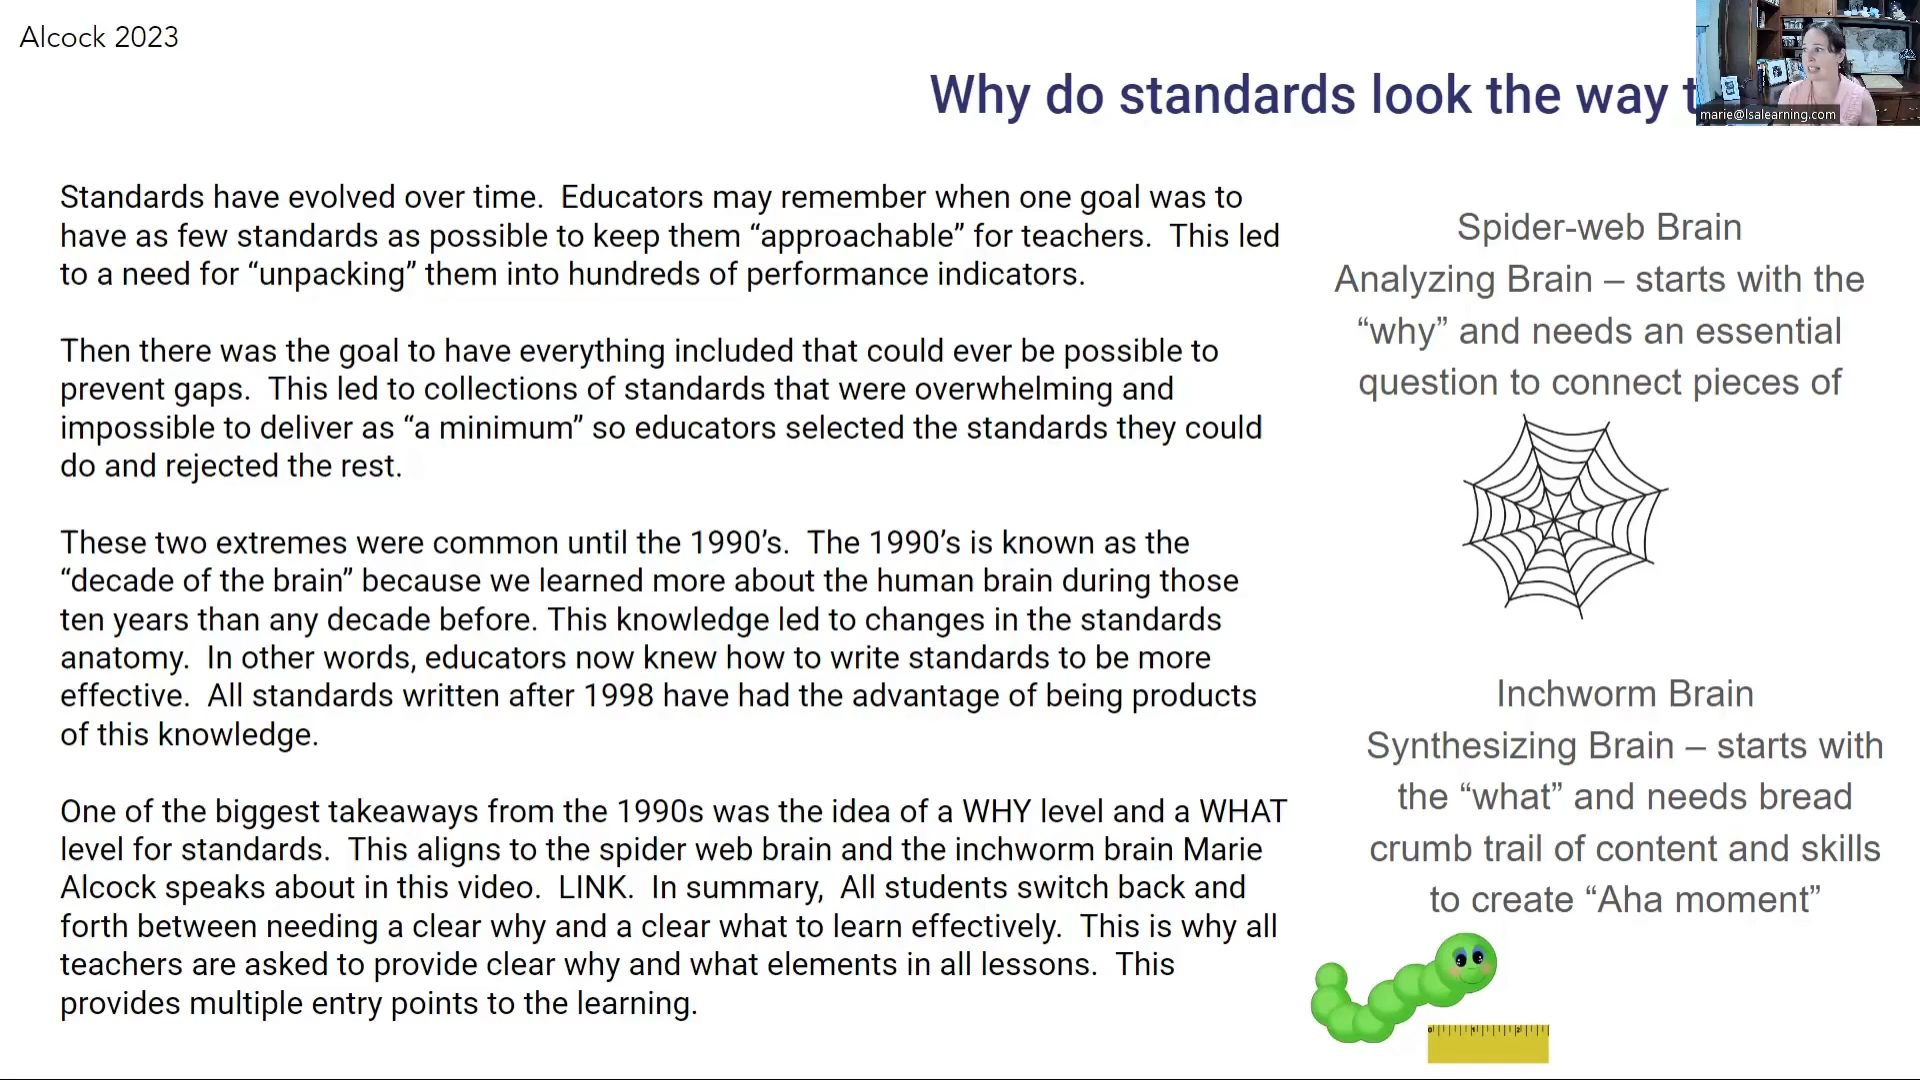 Alcock 2023
Why do standards look the way t
marie@lsalearning.com
Standards have evolved over time.  Educators may remember when one goal was to
have as few standards as possible to keep them “approachable” for teachers.  This led
to a need for “unpacking” them into hundreds of performance indicators.
Then there was the goal to have everything included that could ever be possible to
prevent gaps.  This led to collections of standards that were overwhelming and
impossible to deliver as “a minimum” so educators selected the standards they could
do and rejected the rest.
These two extremes were common until the 1990’s.  The 1990’s is known as the
“decade of the brain” because we learned more about the human brain during those
ten years than any decade before. This knowledge led to changes in the standards
anatomy.  In other words, educators now knew how to write standards to be more
effective.  All standards written after 1998 have had the advantage of being products
of this knowledge.
One of the biggest takeaways from the 1990s was the idea of a WHY level and a WHAT
level for standards.  This aligns to the spider web brain and the inchworm brain Marie
Alcock speaks about in this video.  LINK.  In summary,  All students switch back and
forth between needing a clear why and a clear what to learn effectively.  This is why all
teachers are asked to provide clear why and what elements in all lessons.  This
provides multiple entry points to the learning.
Spider-web Brain
Analyzing Brain – starts with the
“why” and needs an essential
question to connect pieces of
Inchworm Brain
Synthesizing Brain – starts with
the “what” and needs bread
crumb trail of content and skills
to create “Aha moment”
0 1 2